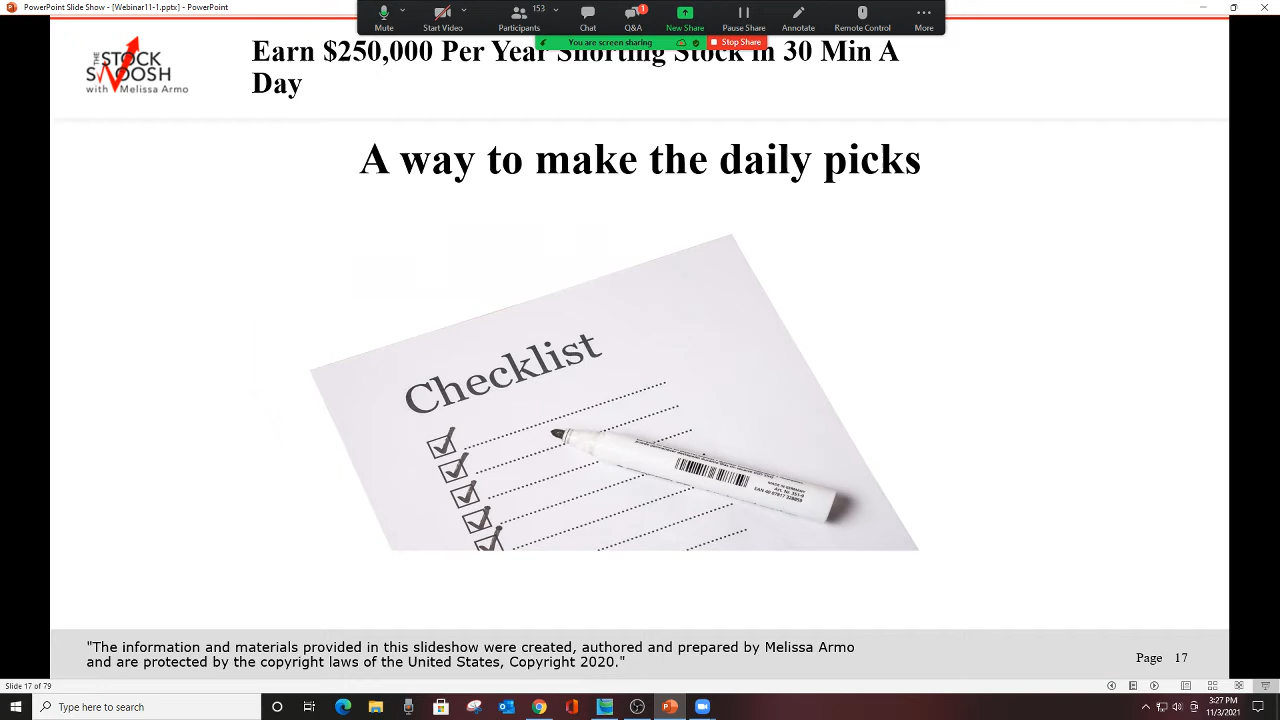 PowerPoint Slide Show - [Webinar11-1.pptx] - PowerPoint
Mute
Start Video
153
Participants
Chat
1
Q&A
New Share
Pause Share
Annotate
Remote Control
More
You are screen sharing
Stop Share
THE
STOCK
SWOOSH
with Melissa Armo
Earn $250,000 Per Year Shorting Stock in 30 Min A
Day
A way to make the daily picks
Checklist
MADE IN GERMANY
"The information and materials provided in this slideshow were created, authored and prepared by Melissa Armo
and are protected by the copyright laws of the United States, Copyright 2020."
Page 17
Slide 17 of 79
Type here to search
3:27 PM
11/3/2021